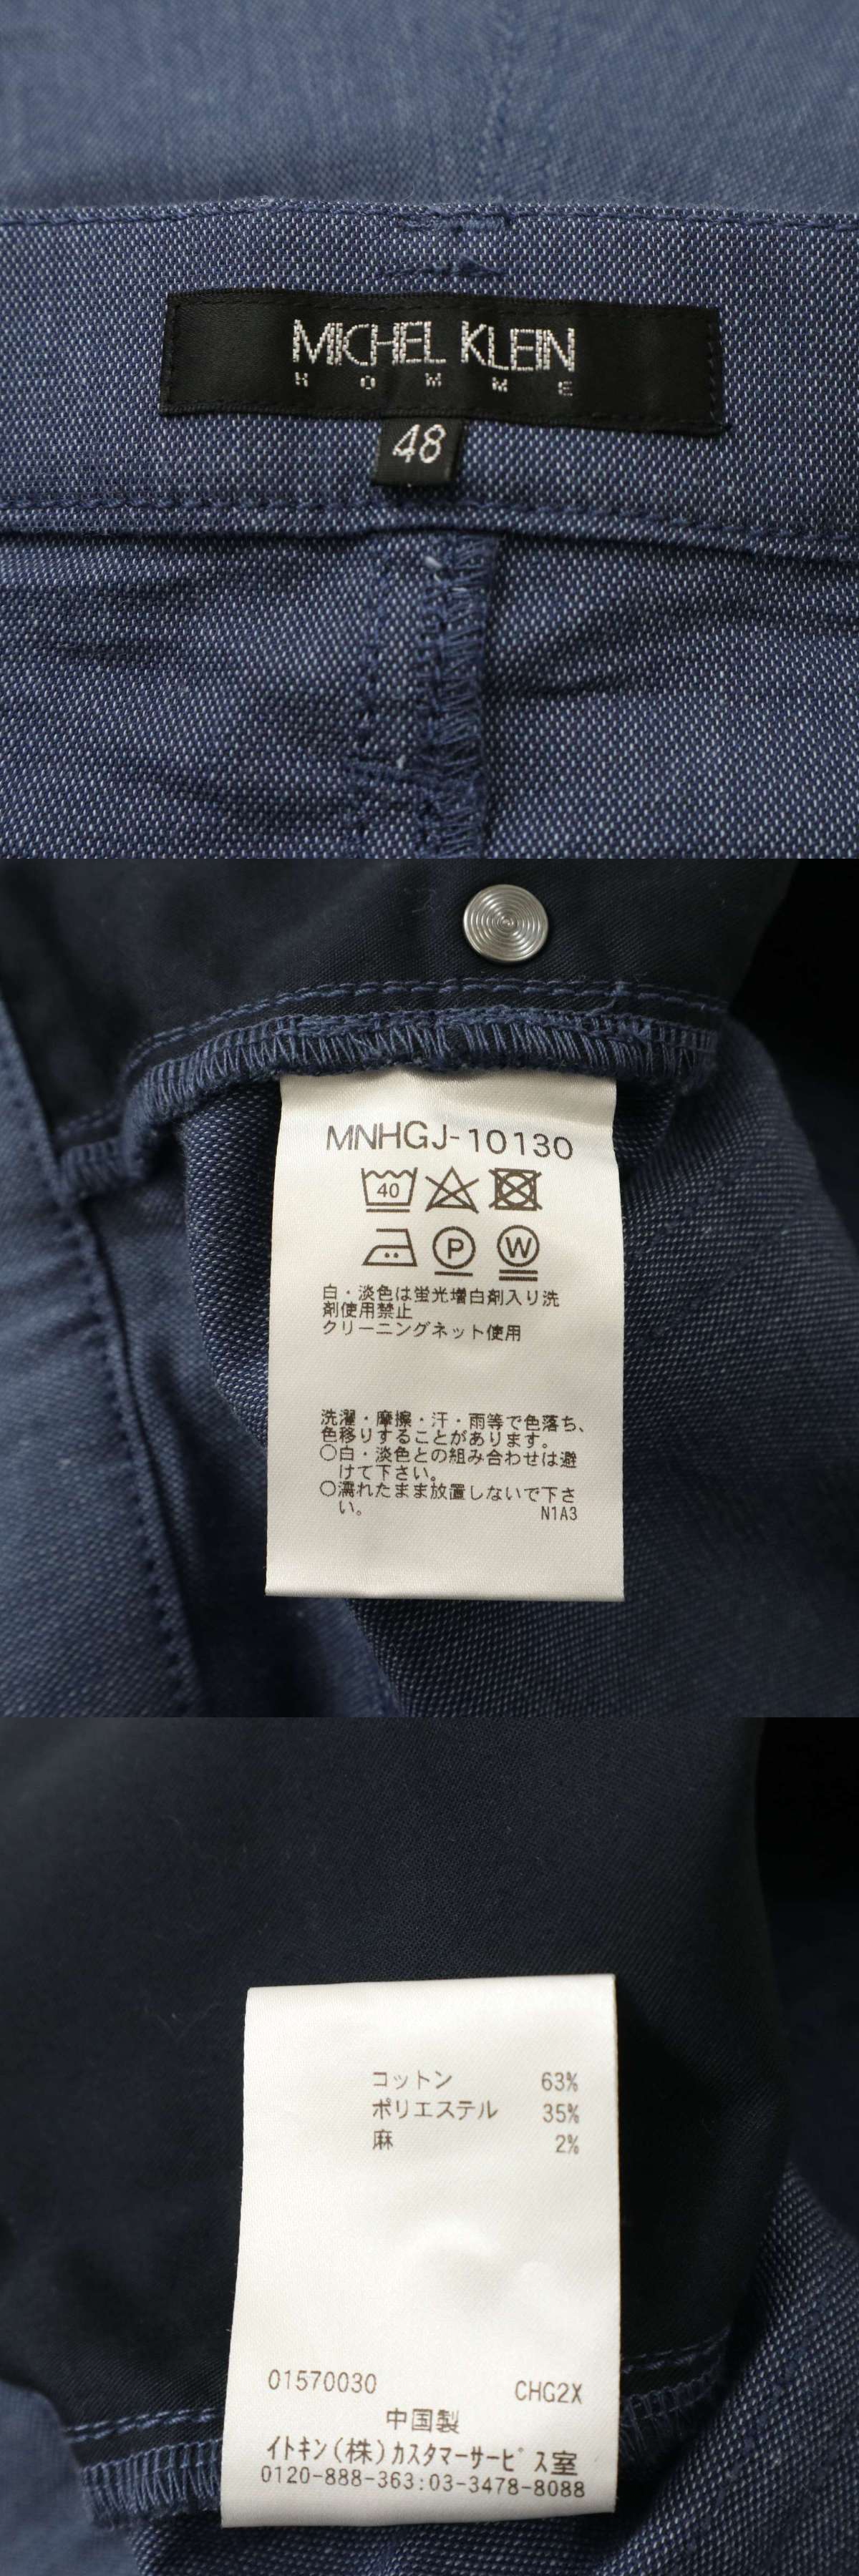 MICHEL KLEIN
HOMME
48
MNHGJ-10130
40
P W
白・淡色は蛍光増白剤入り洗
剤使用禁止
クリーニングネット使用
洗濯・摩擦・汗・雨等で色落ち、
色移りすることがあります。
○白・淡色との組み合わせは避
けて下さい。
○濡れたまま放置しないで下さ
い。 N1A3
コットン 63%
ポリエステル 35%
麻 2%
01570030 CHG2X
中国製
イトキン(株)カスタマーサービス室
0120-888-363:03-3478-8088